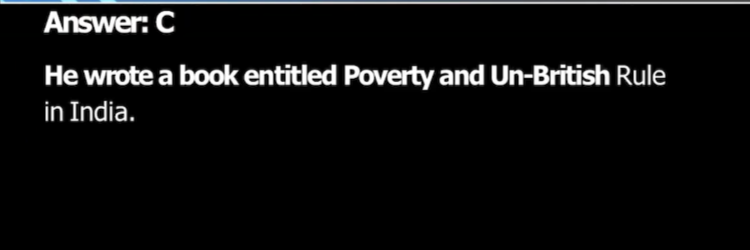 Answer: C
He wrote a book entitled Poverty and Un-British Rule
in India.